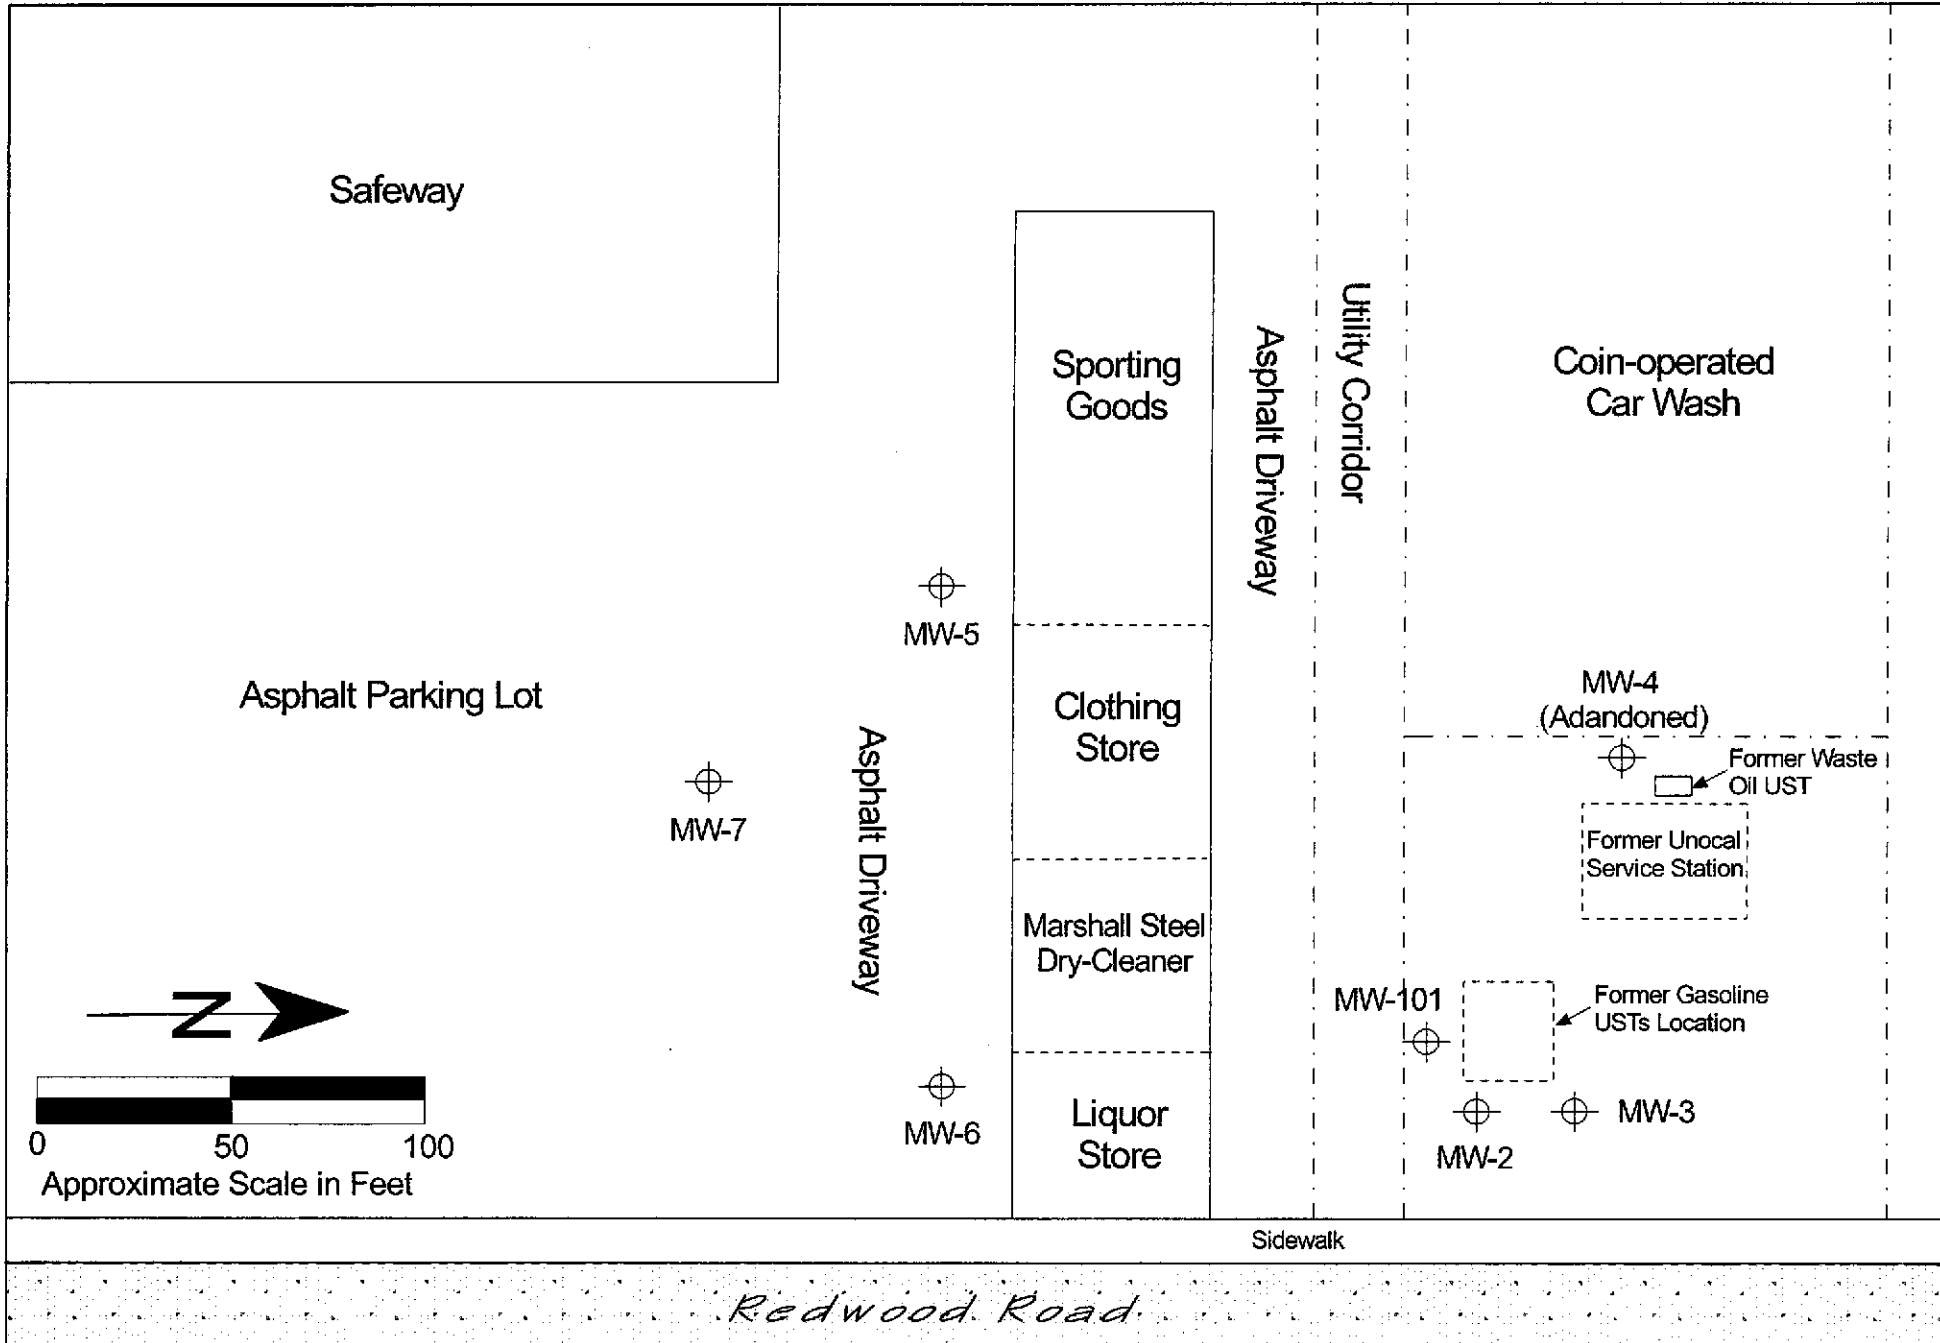 Safeway
Sporting
Goods
Asphalt Driveway
Utility Corridor
Coin-operated
Car Wash
MW-5
Asphalt Parking Lot
Clothing
Store
MW-4
(Adandoned)
Former Waste
Oil UST
MW-7
Asphalt Driveway
Former Unocal
Service Station
Marshall Steel
Dry-Cleaner
MW-101
Former Gasoline
USTs Location
N
0 50 100
Approximate Scale in Feet
MW-6
Liquor
Store
MW-3
MW-2
Sidewalk
Redwood Road